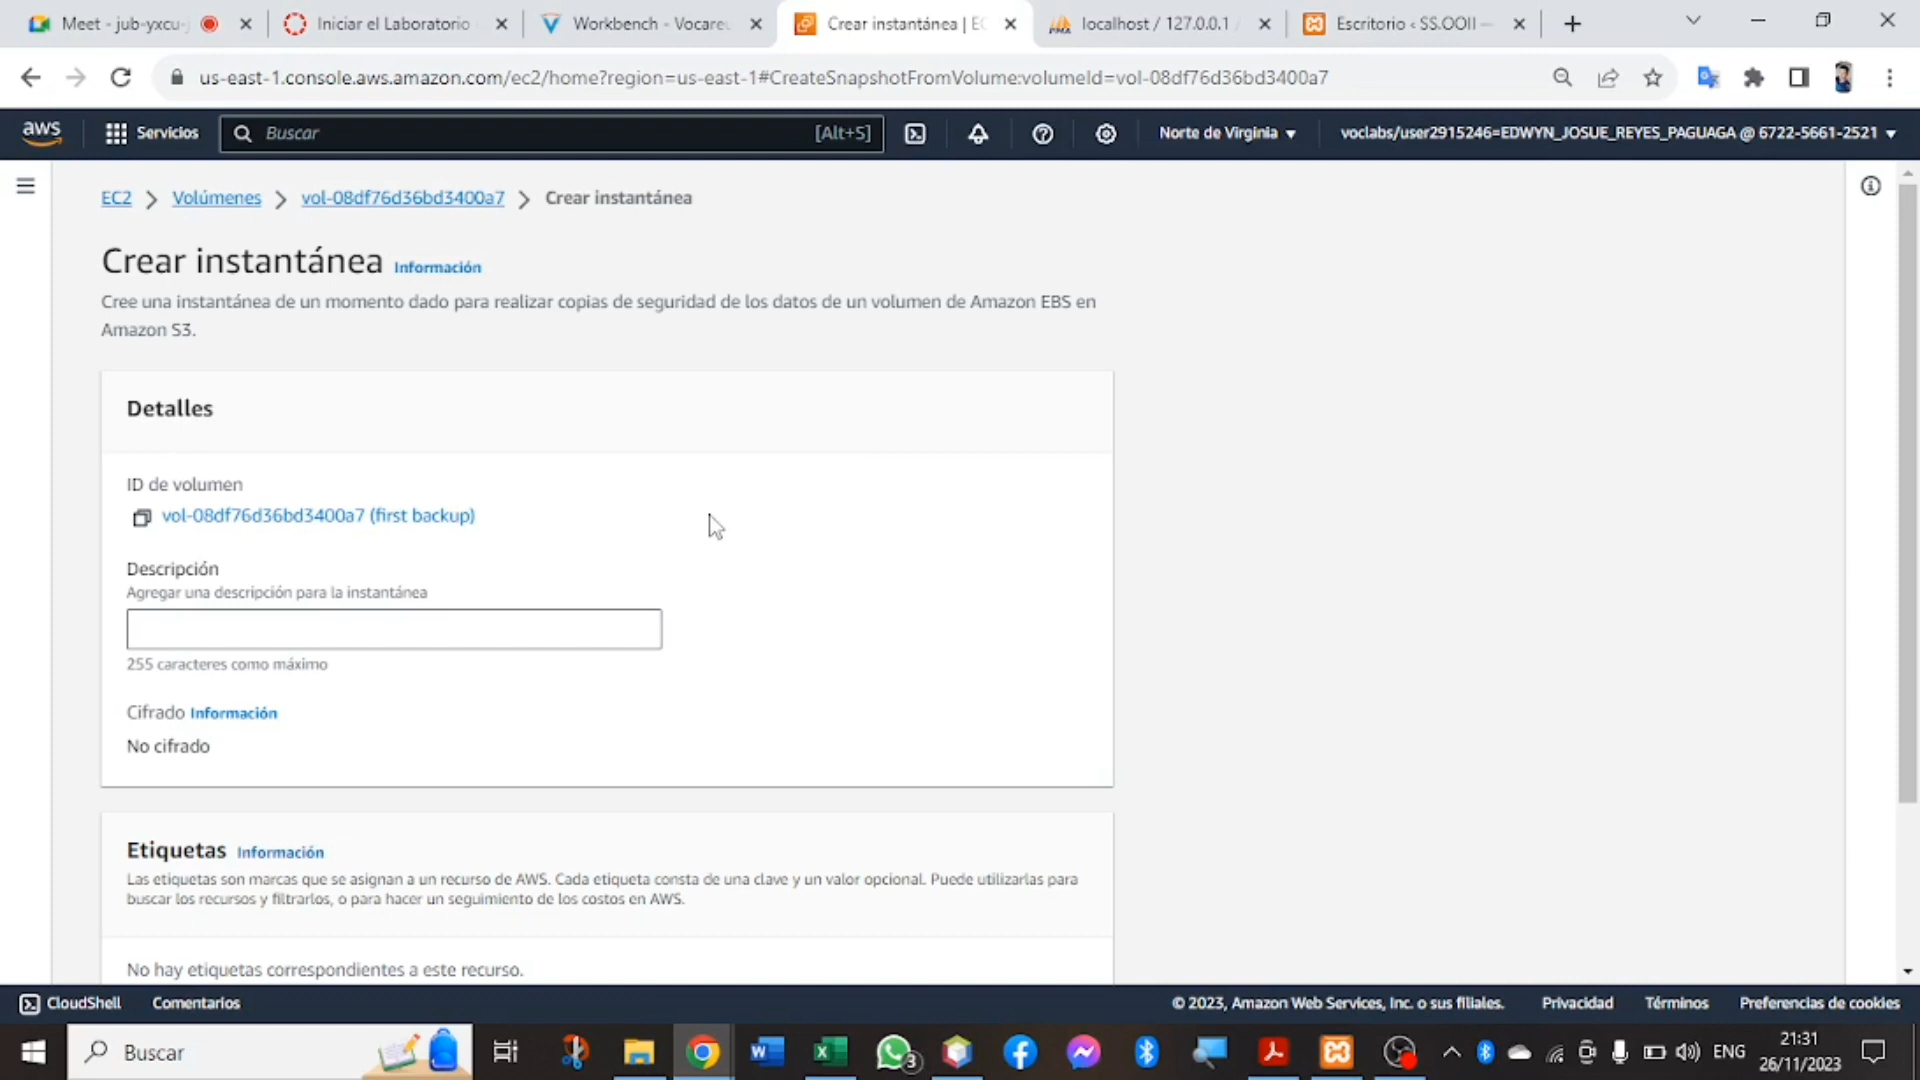 Meet - jub-yxcu-j
Iniciar el Laboratorio
Workbench - Vocareu
Crear instantánea | EC
localhost / 127.0.0.1 /
Escritorio ‹ SS.OOII —
us-east-1.console.aws.amazon.com/ec2/home?region=us-east-1#CreateSnapshotFromVolume:volumeId=vol-08df76d36bd3400a7
aws
Servicios
Buscar
[Alt+S]
Norte de Virginia
voclabs/user2915246=EDWYN_JOSUE_REYES_PAGUAGA @ 6722-5661-2521
EC2
Volúmenes
vol-08df76d36bd3400a7
Crear instantánea
Crear instantánea Información
Cree una instantánea de un momento dado para realizar copias de seguridad de los datos de un volumen de Amazon EBS en
Amazon S3.
Detalles
ID de volumen
vol-08df76d36bd3400a7 (first backup)
Descripción
Agregar una descripción para la instantánea
255 caracteres como máximo
Cifrado Información
No cifrado
Etiquetas Información
Las etiquetas son marcas que se asignan a un recurso de AWS. Cada etiqueta consta de una clave y un valor opcional. Puede utilizarlas para
buscar los recursos y filtrarlos, o para hacer un seguimiento de los costos en AWS.
No hay etiquetas correspondientes a este recurso.
CloudShell
Comentarios
© 2023, Amazon Web Services, Inc. o sus filiales.
Privacidad
Términos
Preferencias de cookies
Buscar
3
ENG
21:31
26/11/2023